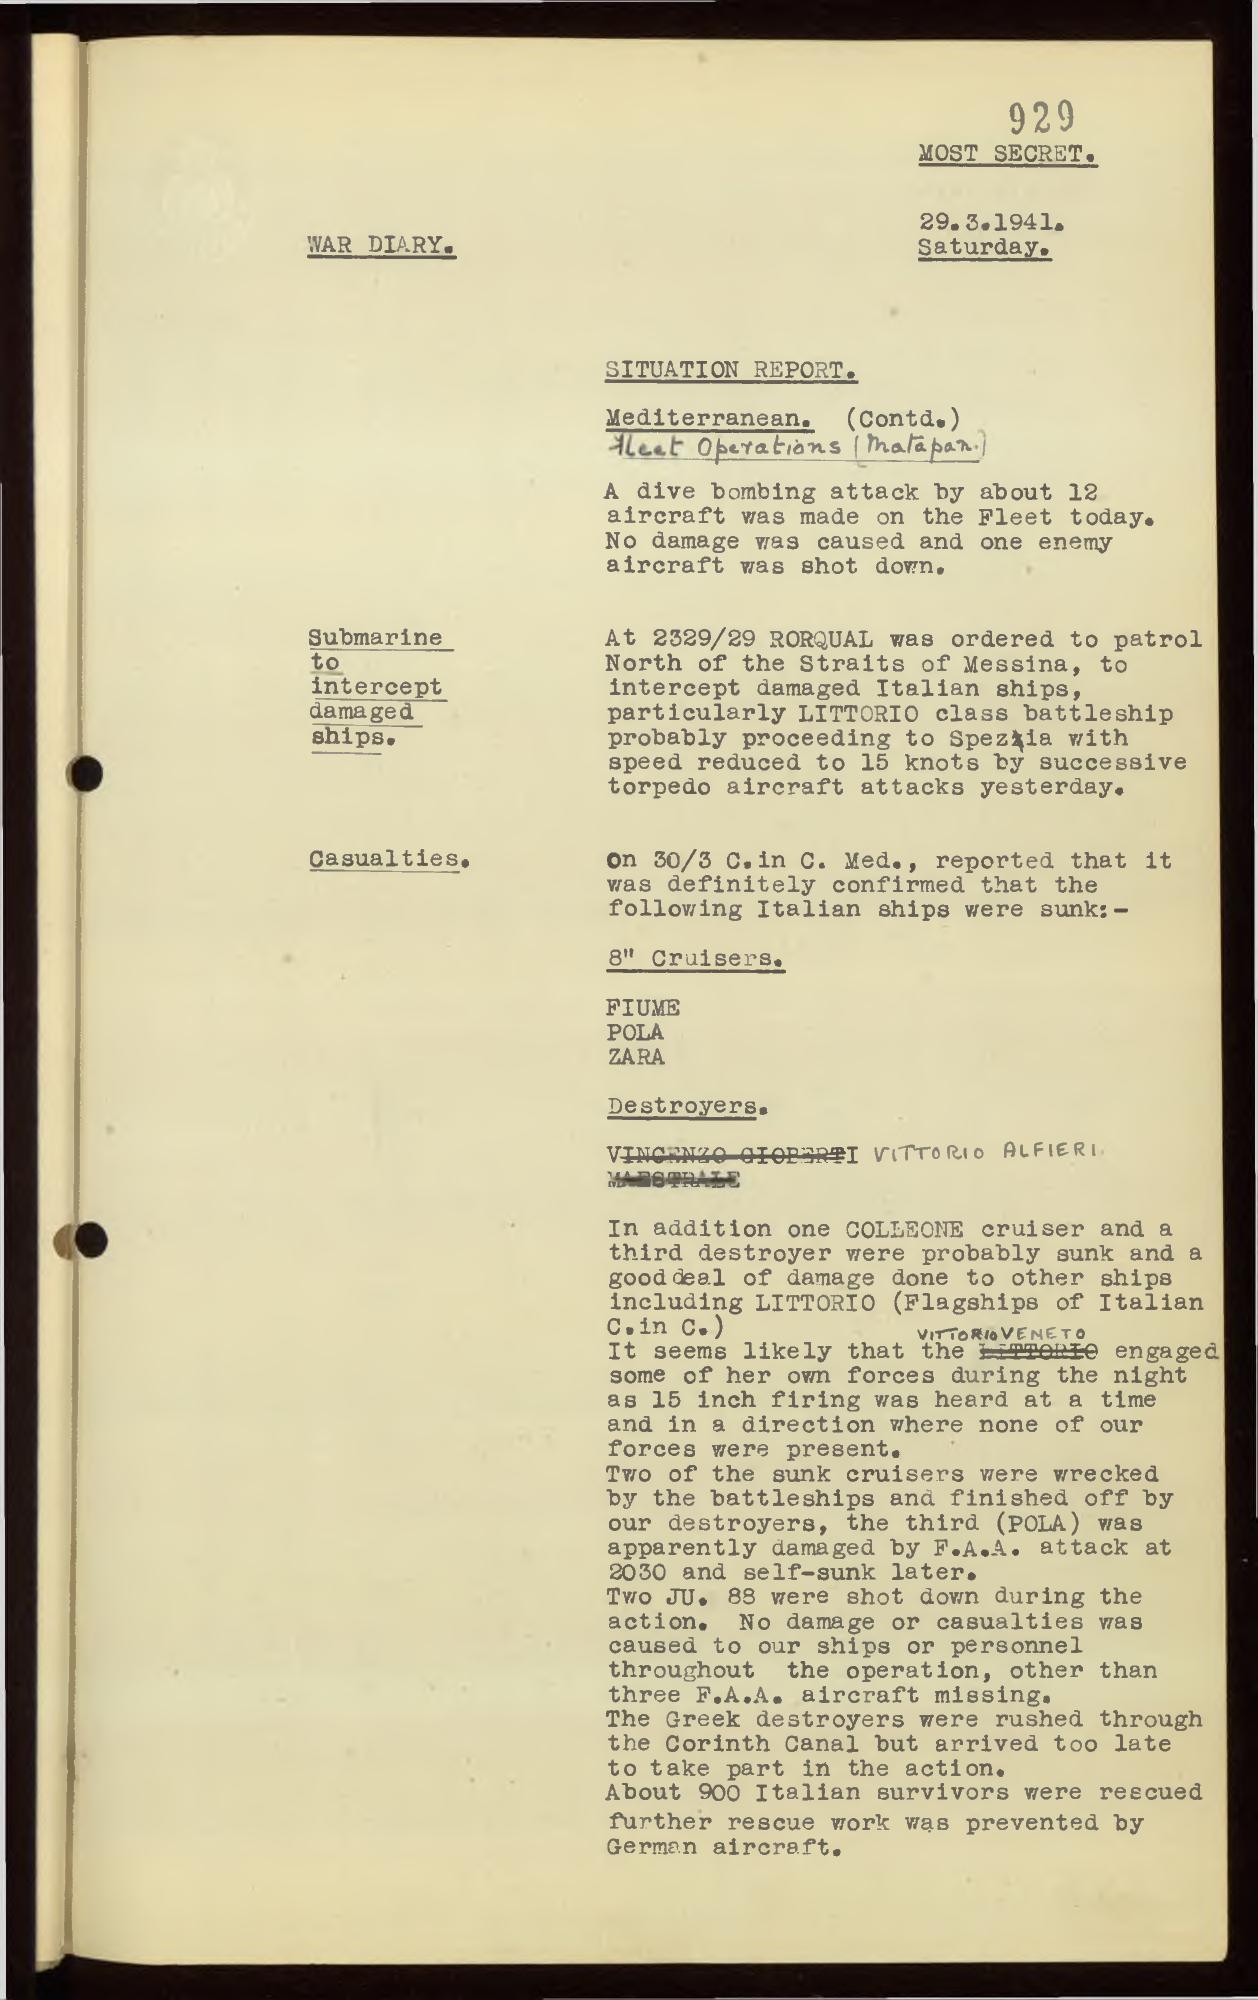 929
MOST SECRET.
29.3.1941.
Saturday.
WAR DIARY.
SITUATION REPORT.
Mediterranean. (Contd.)
Fleet Operations (Matapan.)
A dive bombing attack by about 12
aircraft was made on the Fleet today.
No damage was caused and one enemy
aircraft was shot down.
Submarine
to
intercept
damaged
ships.
At 2329/29 RORQUAL was ordered to patrol
North of the Straits of Messina, to
intercept damaged Italian ships,
particularly LITTORIO class battleship
probably proceeding to Spezzia with
speed reduced to 15 knots by successive
torpedo aircraft attacks yesterday.
Casualties.
On 30/3 C.in C. Med., reported that it
was definitely confirmed that the
following Italian ships were sunk:-
8" Cruisers.
FIUME
POLA
ZARA
Destroyers.
VINCENZO GIOBERTI VITTORIO ALFIERI.
MAESTRALE
In addition one COLLEONE cruiser and a
third destroyer were probably sunk and a
good deal of damage done to other ships
including LITTORIO (Flagships of Italian
C.in C.)
VITTORIO VENETO
It seems likely that the LITTORIO engaged
some of her own forces during the night
as 15 inch firing was heard at a time
and in a direction where none of our
forces were present.
Two of the sunk cruisers were wrecked
by the battleships and finished off by
our destroyers, the third (POLA) was
apparently damaged by F.A.A. attack at
2030 and self-sunk later.
Two JU. 88 were shot down during the
action. No damage or casualties was
caused to our ships or personnel
throughout the operation, other than
three F.A.A. aircraft missing.
The Greek destroyers were rushed through
the Corinth Canal but arrived too late
to take part in the action.
About 900 Italian survivors were rescued
further rescue work was prevented by
German aircraft.